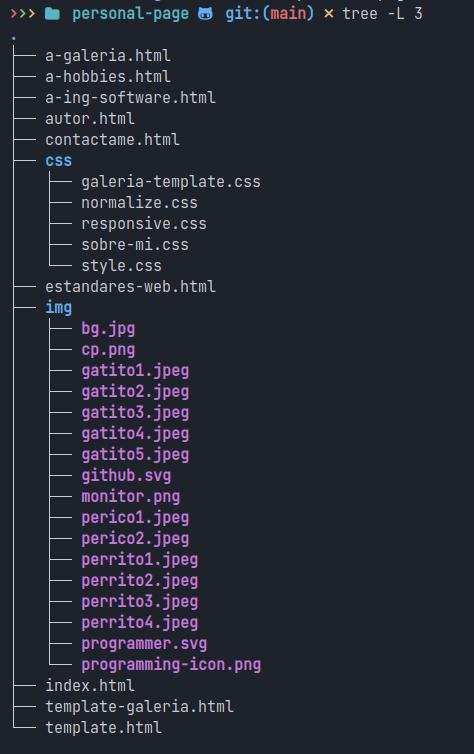 >>> personal-page git:(main) × tree -L 3
.
├── a-galeria.html
├── a-hobbies.html
├── a-ing-software.html
├── autor.html
├── contactame.html
├── css
│   ├── galeria-template.css
│   ├── normalize.css
│   ├── responsive.css
│   ├── sobre-mi.css
│   └── style.css
├── estandares-web.html
├── img
│   ├── bg.jpg
│   ├── cp.png
│   ├── gatito1.jpeg
│   ├── gatito2.jpeg
│   ├── gatito3.jpeg
│   ├── gatito4.jpeg
│   ├── gatito5.jpeg
│   ├── github.svg
│   ├── monitor.png
│   ├── perico1.jpeg
│   ├── perico2.jpeg
│   ├── perrito1.jpeg
│   ├── perrito2.jpeg
│   ├── perrito3.jpeg
│   ├── perrito4.jpeg
│   ├── programmer.svg
│   └── programming-icon.png
├── index.html
├── template-galeria.html
└── template.html